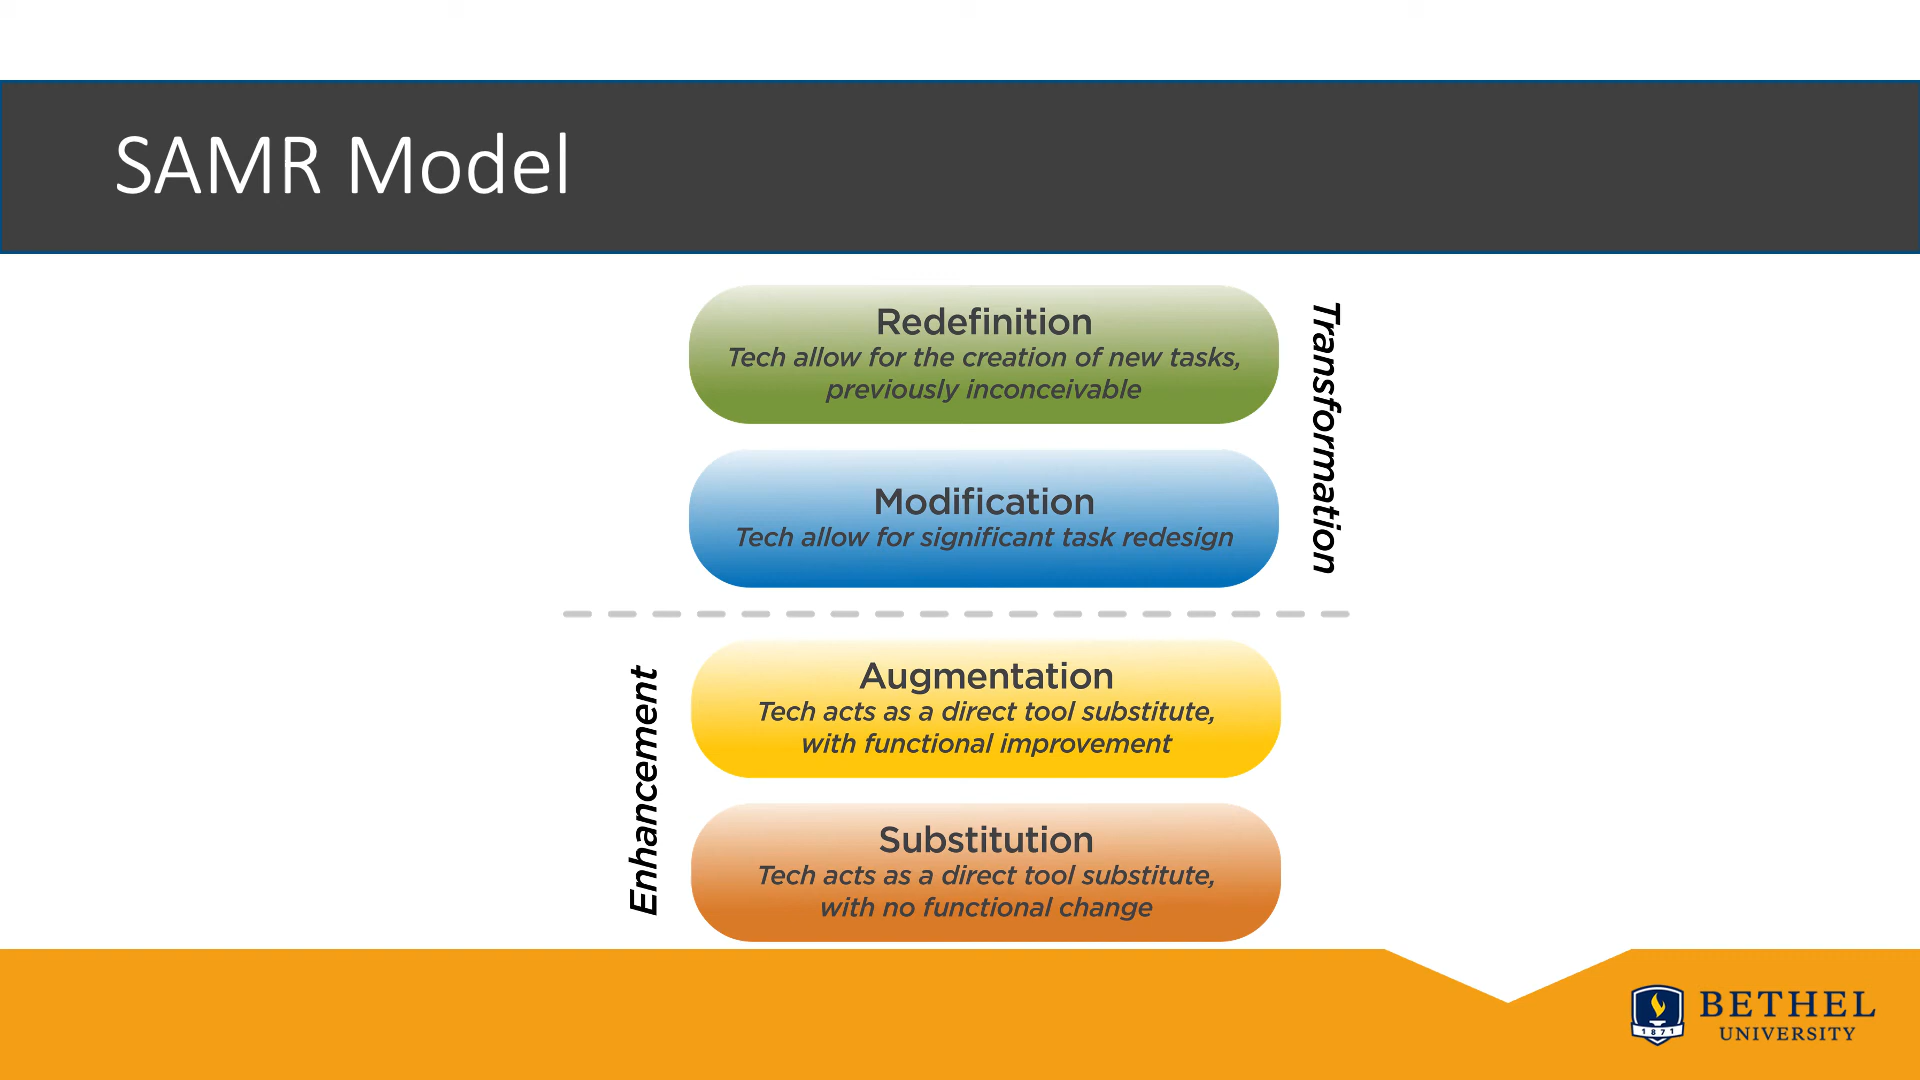 SAMR Model
Redefinition
Tech allow for the creation of new tasks,
previously inconceivable
Transformation
Modification
Tech allow for significant task redesign
Augmentation
Tech acts as a direct tool substitute,
with functional improvement
Enhancement
Substitution
Tech acts as a direct tool substitute,
with no functional change
1871
BETHEL
UNIVERSITY